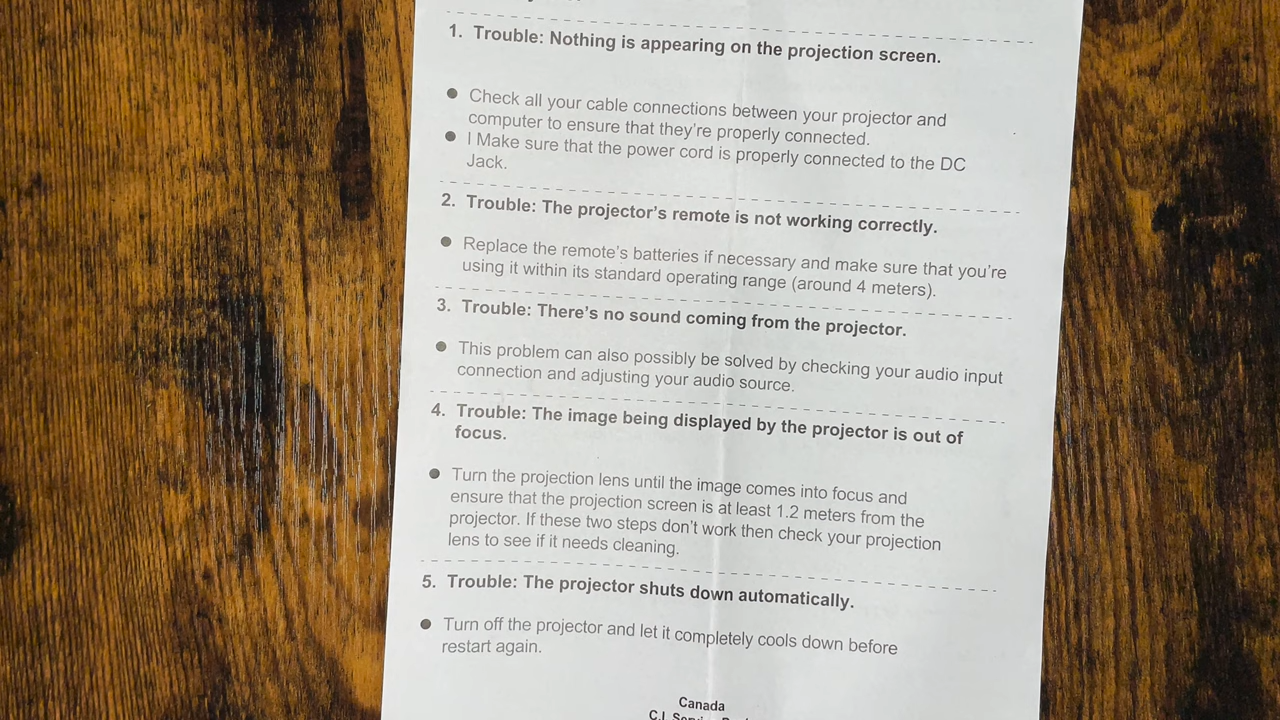 1. Trouble: Nothing is appearing on the projection screen.
● Check all your cable connections between your projector and
computer to ensure that they're properly connected.
● I Make sure that the power cord is properly connected to the DC
Jack.
2. Trouble: The projector's remote is not working correctly.
● Replace the remote's batteries if necessary and make sure that you're
using it within its standard operating range (around 4 meters).
3. Trouble: There's no sound coming from the projector.
● This problem can also possibly be solved by checking your audio input
connection and adjusting your audio source.
4. Trouble: The image being displayed by the projector is out of
focus.
● Turn the projection lens until the image comes into focus and
ensure that the projection screen is at least 1.2 meters from the
projector. If these two steps don't work then check your projection
lens to see if it needs cleaning.
5. Trouble: The projector shuts down automatically.
● Turn off the projector and let it completely cools down before
restart again.
Canada